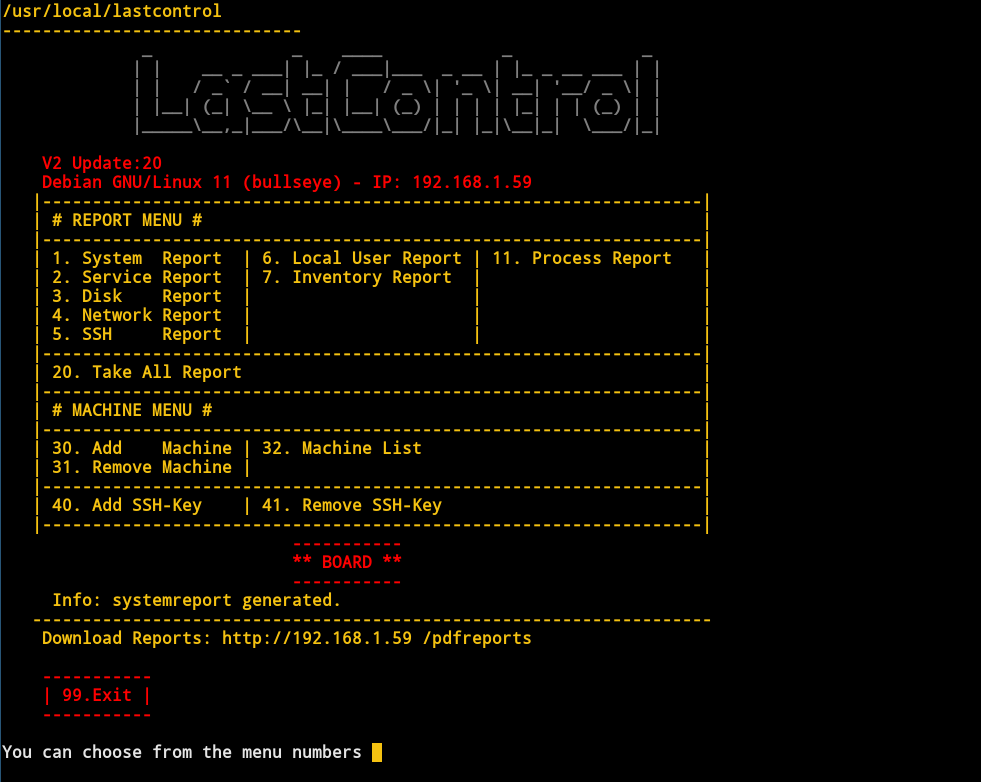 /usr/local/lastcontrol
------------------------------
LastControl
V2 Update:20
Debian GNU/Linux 11 (bullseye) - IP: 192.168.1.59
|------------------------------------------------------------------|
| # REPORT MENU #                                                  |
|------------------------------------------------------------------|
| 1. System  Report  | 6. Local User Report | 11. Process Report   |
| 2. Service Report  | 7. Inventory Report  |                      |
| 3. Disk    Report  |                      |                      |
| 4. Network Report  |                      |                      |
| 5. SSH     Report  |                      |                      |
|------------------------------------------------------------------|
| 20. Take All Report                                              |
|------------------------------------------------------------------|
| # MACHINE MENU #                                                 |
|------------------------------------------------------------------|
| 30. Add    Machine | 32. Machine List                            |
| 31. Remove Machine |                                             |
|------------------------------------------------------------------|
| 40. Add SSH-Key    | 41. Remove SSH-Key                          |
|------------------------------------------------------------------|
-----------
** BOARD **
-----------
Info: systemreport generated.
--------------------------------------------------------------------
Download Reports: http://192.168.1.59 /pdfreports
-----------
| 99.Exit |
-----------
You can choose from the menu numbers